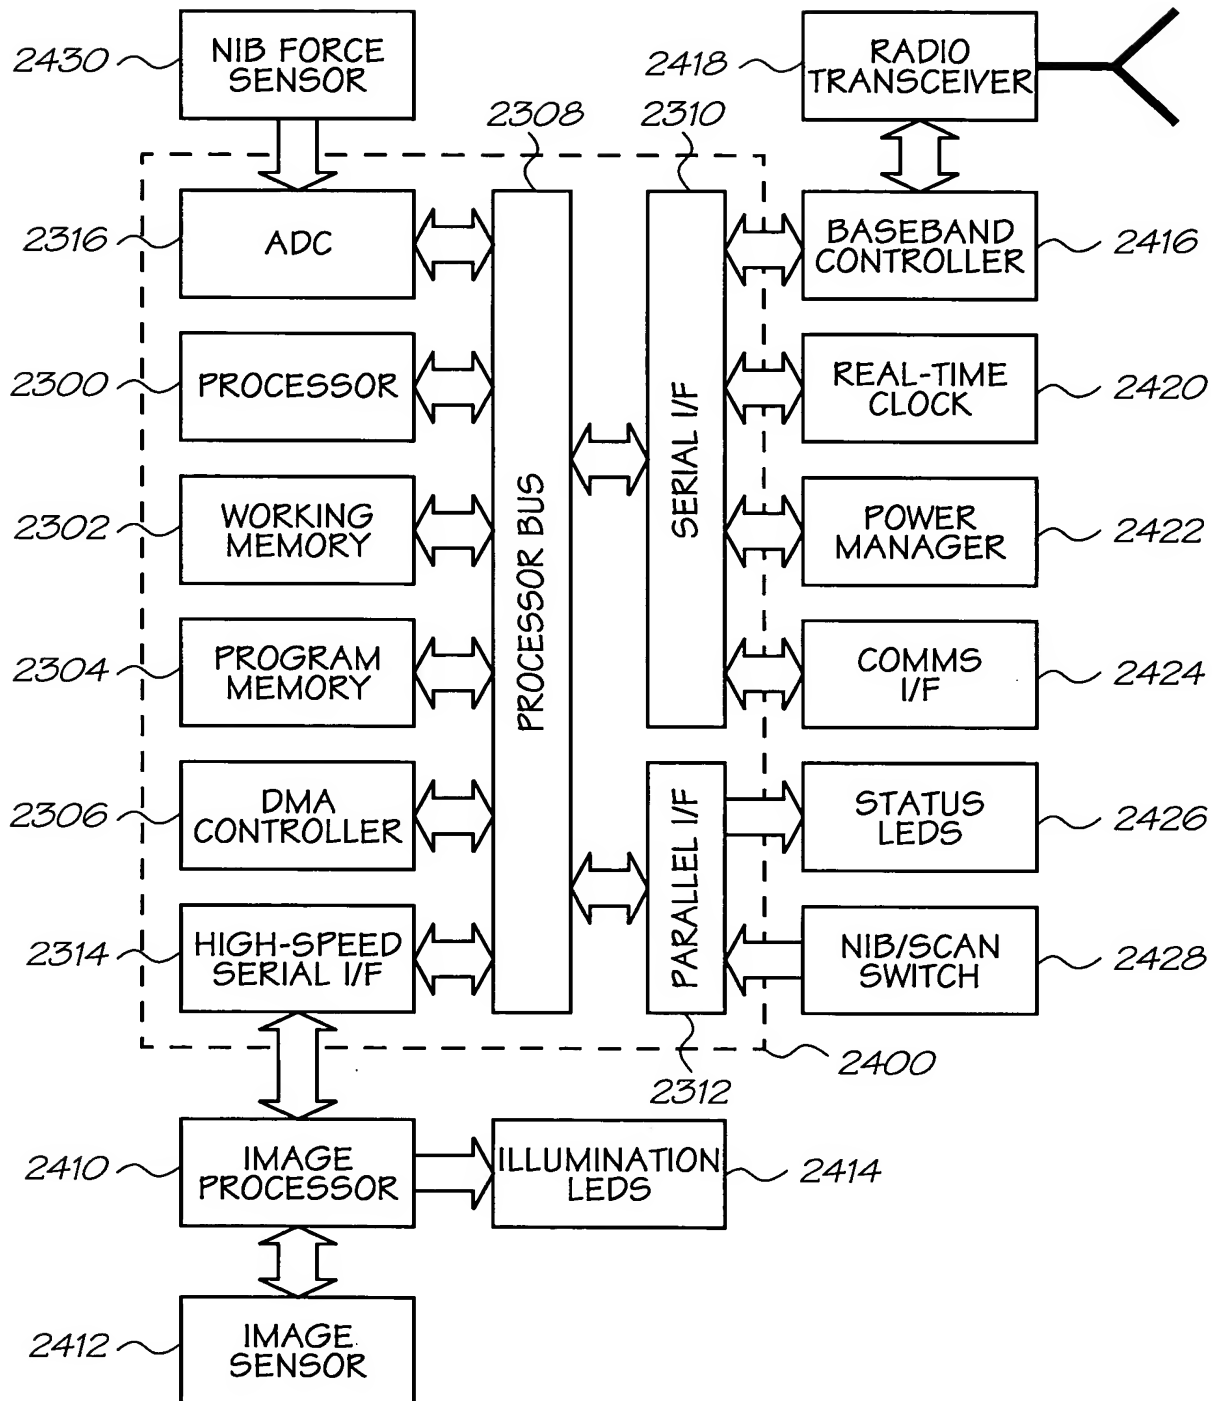 2430
NIB FORCE
SENSOR
2418
RADIO
TRANSCEIVER
2308
2310
2316
ADC
BASEBAND
CONTROLLER
2416
2300
PROCESSOR
REAL-TIME
CLOCK
2420
2302
WORKING
MEMORY
PROCESSOR BUS
SERIAL I/F
POWER
MANAGER
2422
2304
PROGRAM
MEMORY
COMMS
I/F
2424
2306
DMA
CONTROLLER
PARALLEL I/F
STATUS
LEDS
2426
2314
HIGH-SPEED
SERIAL I/F
NIB/SCAN
SWITCH
2428
2312
2400
2410
IMAGE
PROCESSOR
ILLUMINATION
LEDS
2414
2412
IMAGE
SENSOR